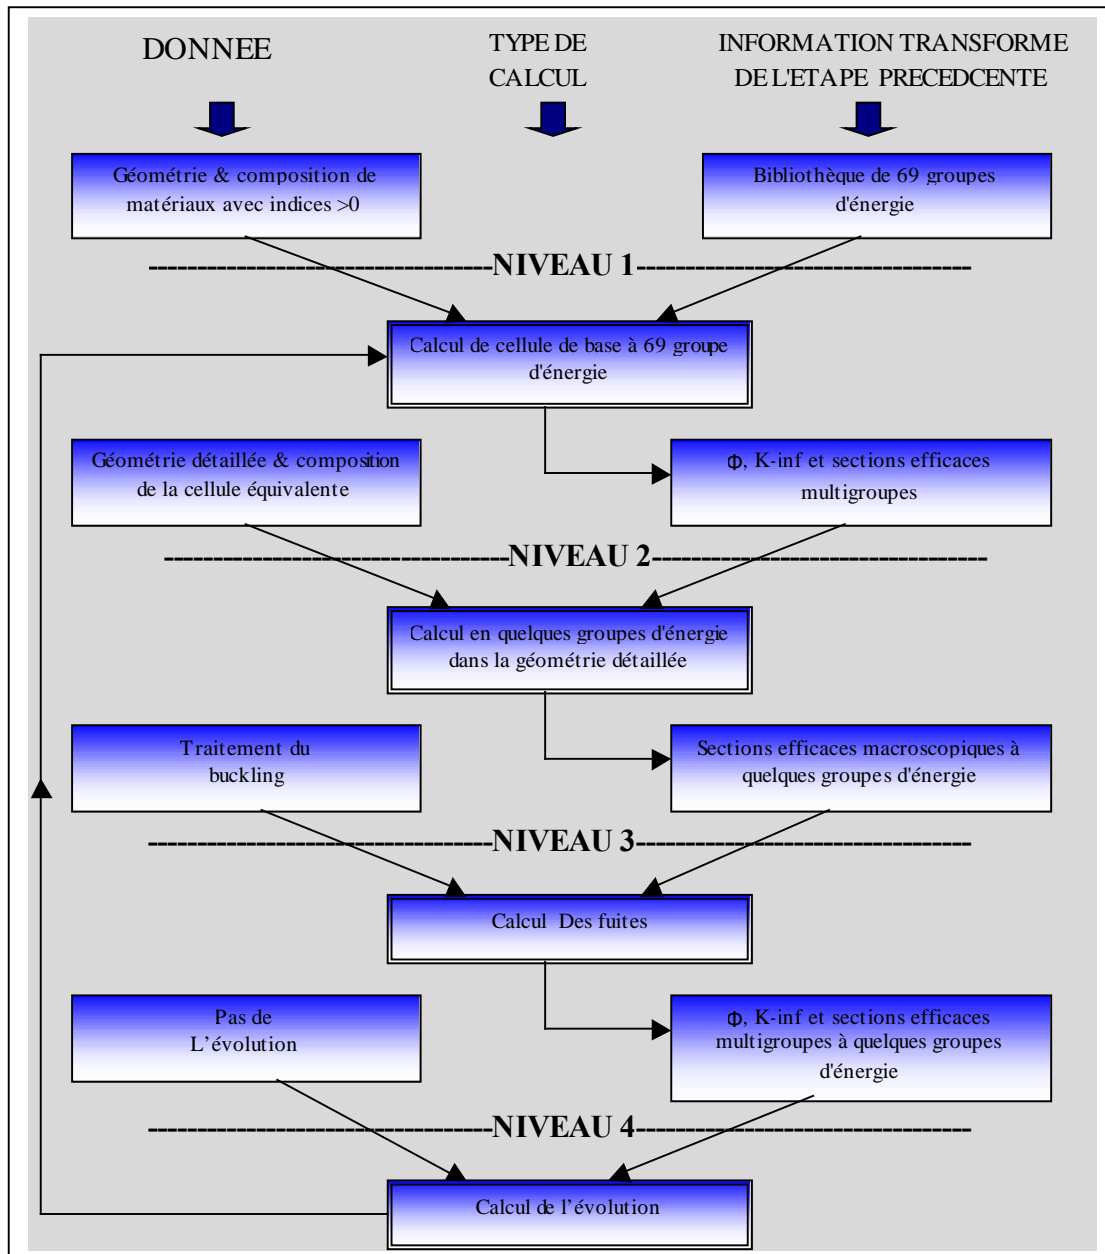 DONNEE
TYPE DE
CALCUL
INFORMATION TRANSFORME
DE L'ETAPE PRECEDCENTE
Géométrie & composition de
matériaux avec indices >0
Bibliothèque de 69 groupes
d'énergie
NIVEAU 1
Calcul de cellule de base à 69 groupe
d'énergie
Géométrie détaillée & composition
de la cellule équivalente
Φ, K-inf et sections efficaces
multigroupes
NIVEAU 2
Calcul en quelques groupes d'énergie
dans la géométrie détaillée
Traitement du
buckling
Sections efficaces macroscopiques à
quelques groupes d'énergie
NIVEAU 3
Calcul Des fuites
Pas de
L’évolution
Φ, K-inf et sections efficaces
multigroupes à quelques groupes
d'énergie
NIVEAU 4
Calcul de l’évolution